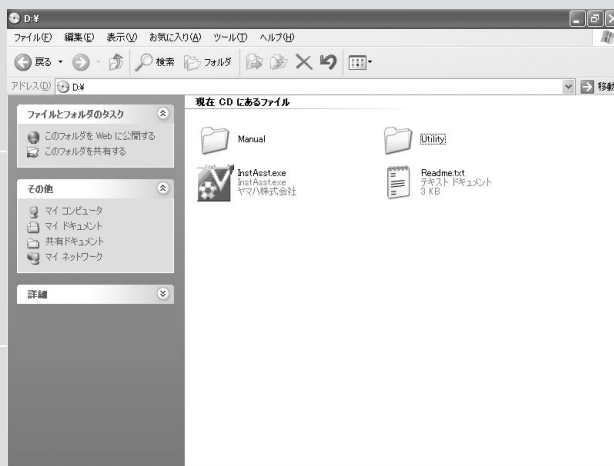 D:¥
ファイル(F) 編集(E) 表示(V) お気に入り(A) ツール(T) ヘルプ(H)
戻る 検索 フォルダ
アドレス(D) D:¥ 移動
ファイルとフォルダのタスク
このフォルダを Web に公開する
このフォルダを共有する
その他
マイ コンピュータ
マイ ドキュメント
共有ドキュメント
マイ ネットワーク
詳細
現在 CD にあるファイル
Manual
Utility
InstAsst.exe
InstAsst.exe
ヤマハ株式会社
Readme.txt
テキスト ドキュメント
3 KB